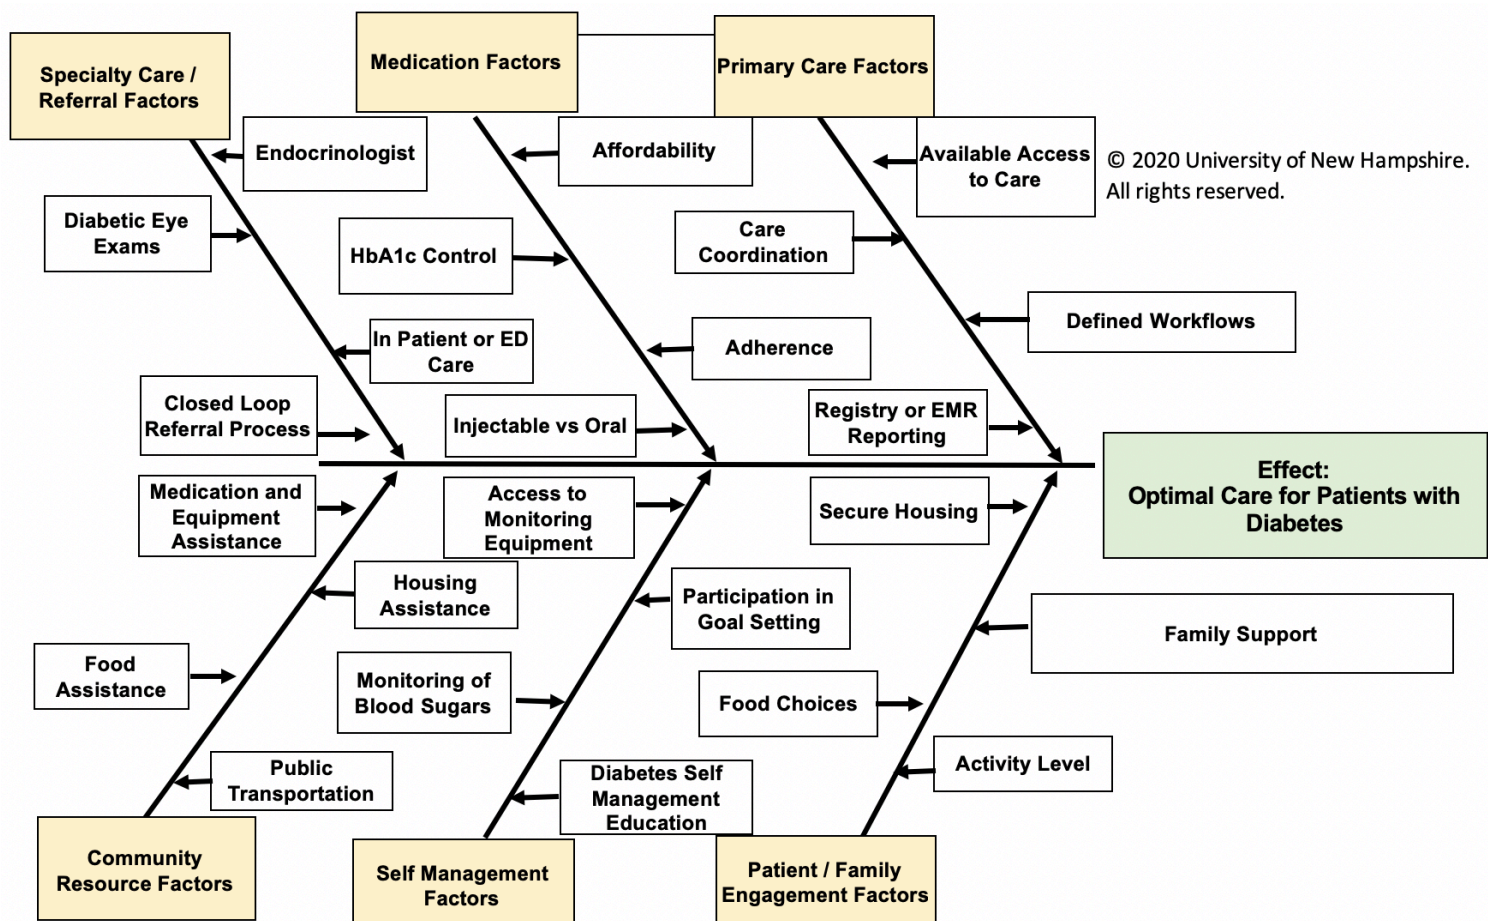 Specialty Care /
Referral Factors
Medication Factors
Primary Care Factors
Endocrinologist
Affordability
Available Access
to Care
© 2020 University of New Hampshire.
All rights reserved.
Diabetic Eye
Exams
HbA1c Control
Care
Coordination
In Patient or ED
Care
Adherence
Defined Workflows
Closed Loop
Referral Process
Injectable vs Oral
Registry or EMR
Reporting
Effect:
Optimal Care for Patients with
Diabetes
Medication and
Equipment
Assistance
Access to
Monitoring
Equipment
Secure Housing
Housing
Assistance
Participation in
Goal Setting
Family Support
Food
Assistance
Monitoring of
Blood Sugars
Food Choices
Public
Transportation
Diabetes Self
Management
Education
Activity Level
Community
Resource Factors
Self Management
Factors
Patient / Family
Engagement Factors